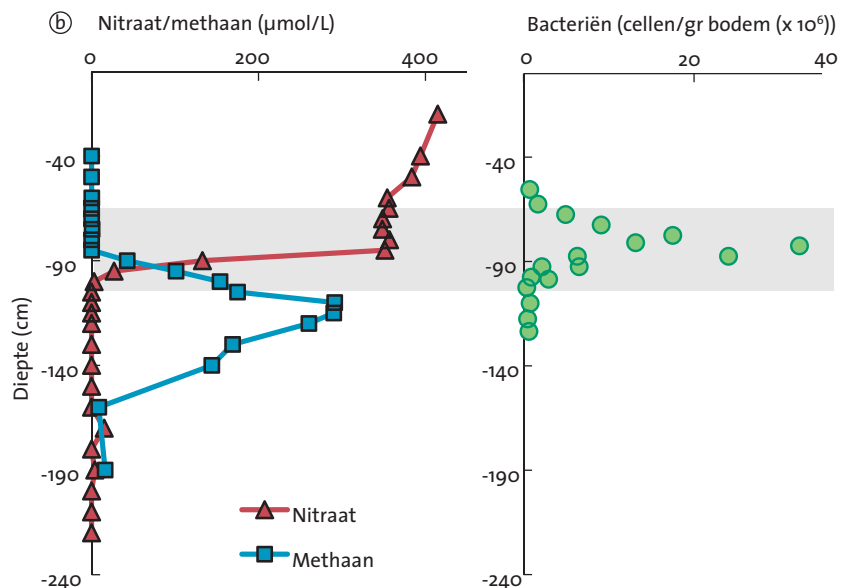 b Nitraat/methaan (µmol/L)
0 200 400
-40
-90
-140
-190
-240
Diepte (cm)
Nitraat
Methaan
Bacteriën (cellen/gr bodem (x 10⁶))
0 20 40
-40
-90
-140
-190
-240